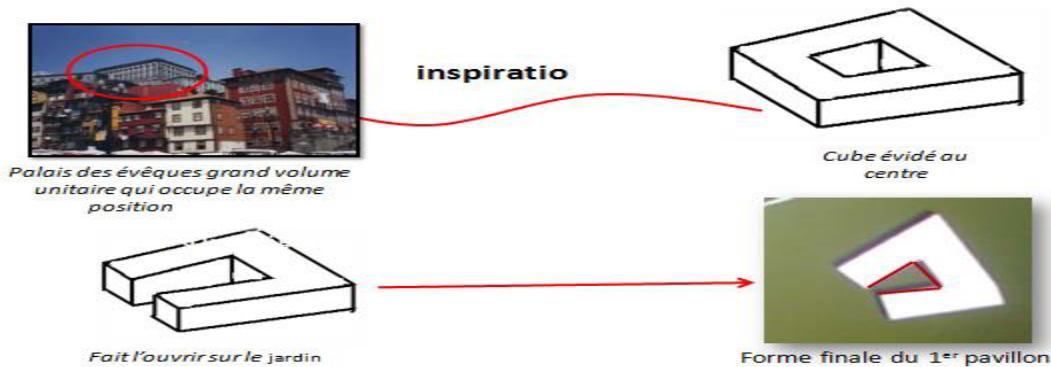 inspiratio
Palais des évêques grand volume
unitaire qui occupe la même
position
Cube évidé au
centre
Fait l'ouvrir sur le jardin
Forme finale du 1er pavillon